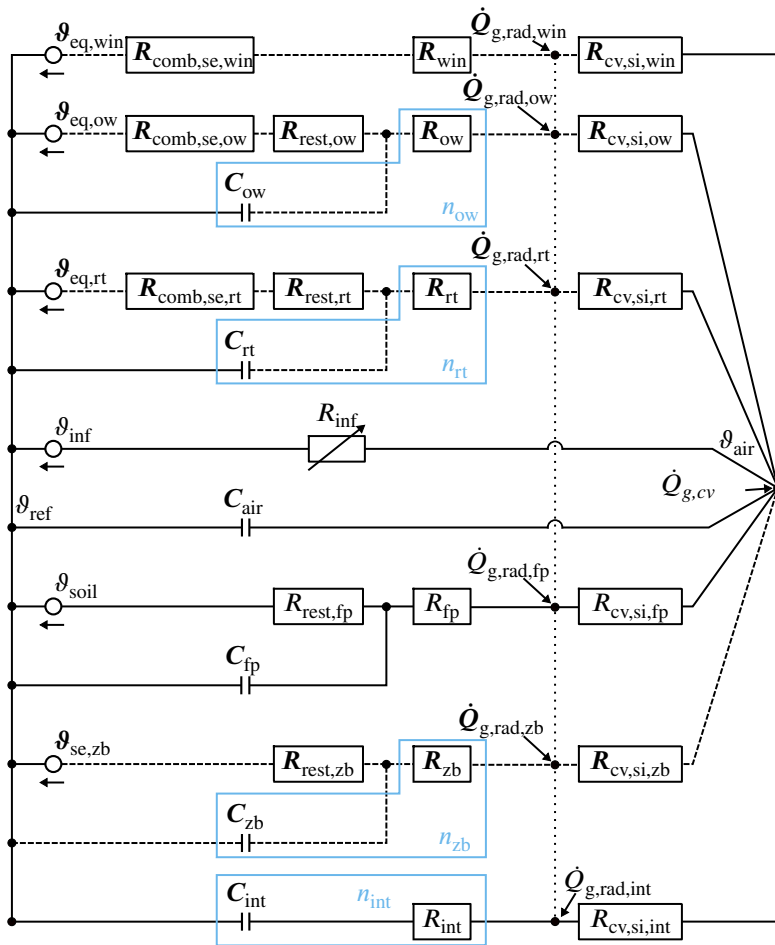 ϑeq,win Rcomb,se,win Rwin Q̇g,rad,win Rcv,si,win
ϑeq,ow Rcomb,se,ow Rrest,ow Row Q̇g,rad,ow Rcv,si,ow
Cow now
ϑeq,rt Rcomb,se,rt Rrest,rt Rrt Q̇g,rad,rt Rcv,si,rt
Crt nrt
ϑinf Rinf ϑair
Q̇g,cv
ϑref Cair
ϑsoil Rrest,fp Rfp Q̇g,rad,fp Rcv,si,fp
Cfp
ϑse,zb Rrest,zb Rzb Q̇g,rad,zb Rcv,si,zb
Czb nzb
Cint nint Rint Q̇g,rad,int Rcv,si,int